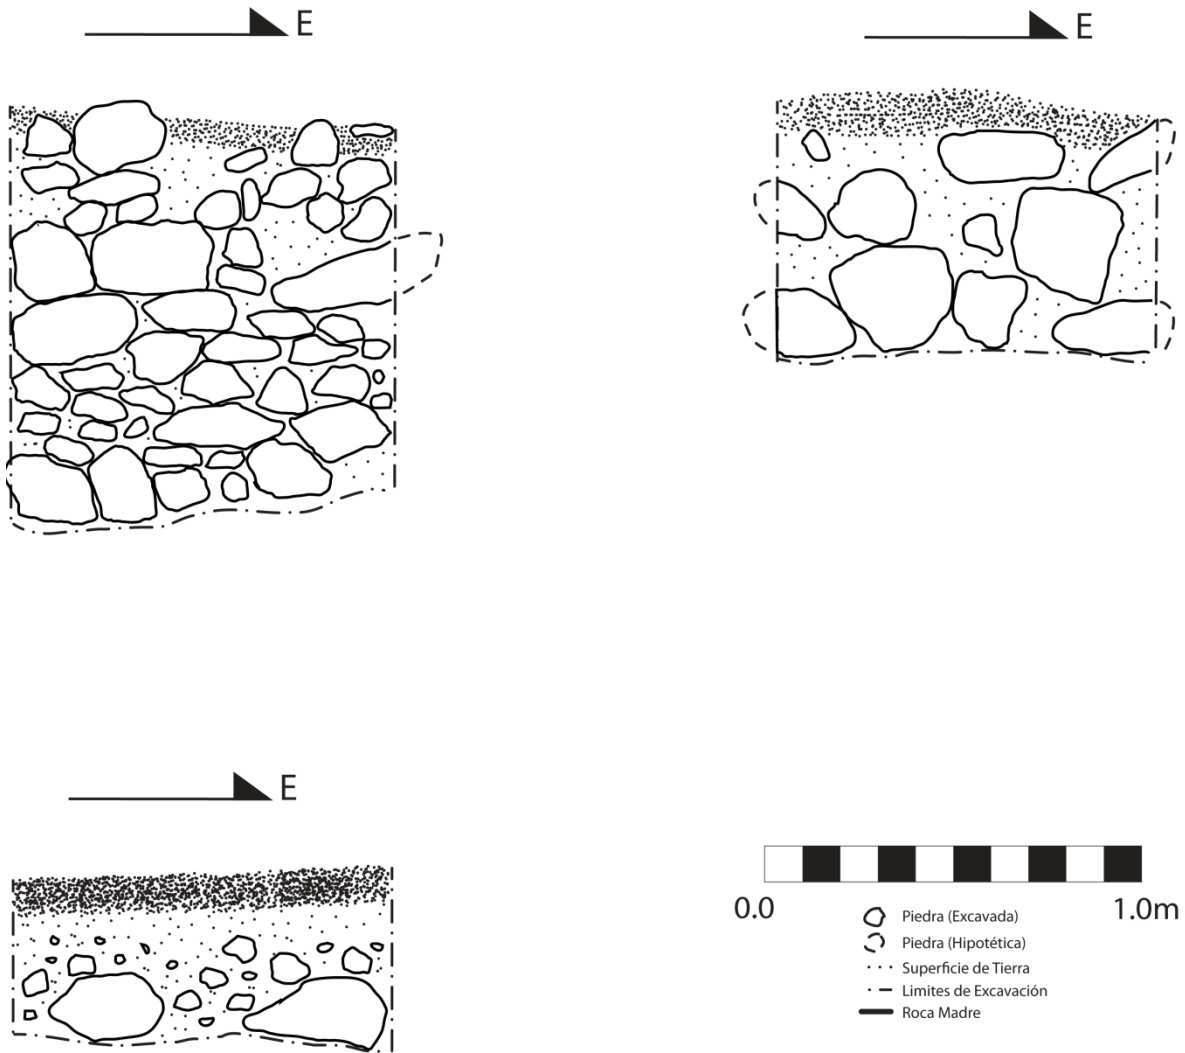 E
E
E
0.0
1.0m
Piedra (Excavada)
Piedra (Hipotética)
Superficie de Tierra
Limites de Excavación
Roca Madre